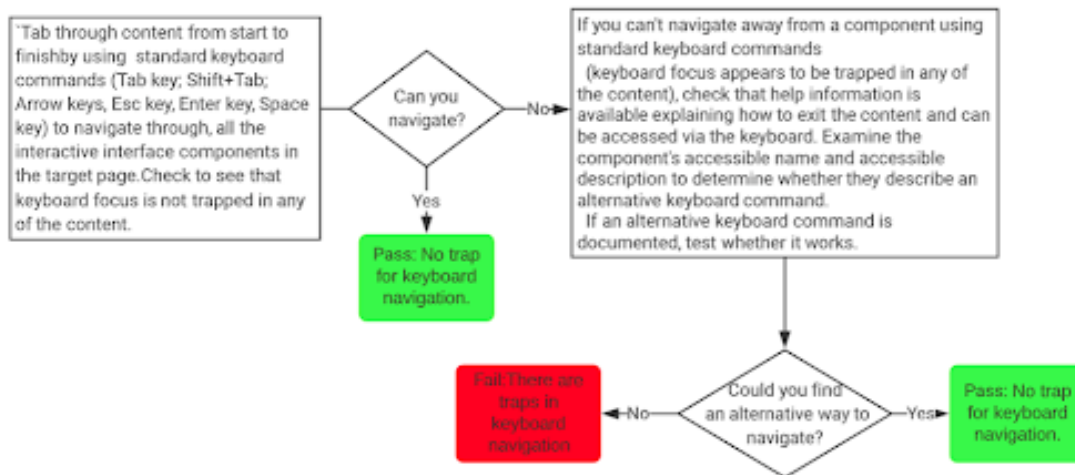 `Tab through content from start to
finishby using standard keyboard
commands (Tab key; Shift+Tab;
Arrow keys, Esc key, Enter key, Space
key) to navigate through, all the
interactive interface components in
the target page.Check to see that
keyboard focus is not trapped in any
of the content.
Can you
navigate?
No
Yes
Pass: No trap
for keyboard
navigation.
If you can't navigate away from a component using
standard keyboard commands
(keyboard focus appears to be trapped in any of
the content), check that help information is
available explaining how to exit the content and can
be accessed via the keyboard. Examine the
component's accessible name and accessible
description to determine whether they describe an
alternative keyboard command.
If an alternative keyboard command is
documented, test whether it works.
Could you find
an alternative way to
navigate?
No
Fail:There are
traps in
keyboard
navigation
Yes
Pass: No trap
for keyboard
navigation.